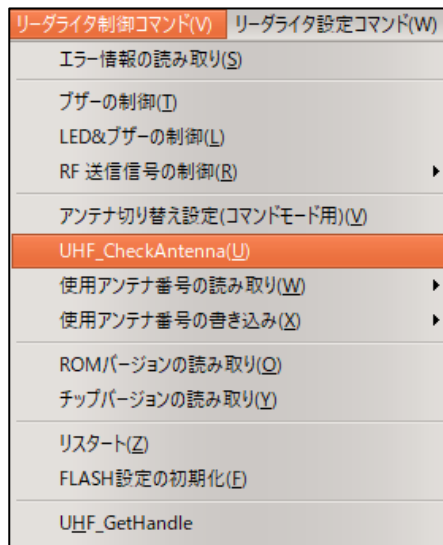 リーダライタ制御コマンド(V) リーダライタ設定コマンド(W)
エラー情報の読み取り(S)
ブザーの制御(T)
LED&ブザーの制御(L)
RF 送信信号の制御(R)
アンテナ切り替え設定(コマンドモード用)(V)
UHF_CheckAntenna(U)
使用アンテナ番号の読み取り(W)
使用アンテナ番号の書き込み(X)
ROMバージョンの読み取り(O)
チップバージョンの読み取り(Y)
リスタート(Z)
FLASH設定の初期化(F)
UHF_GetHandle